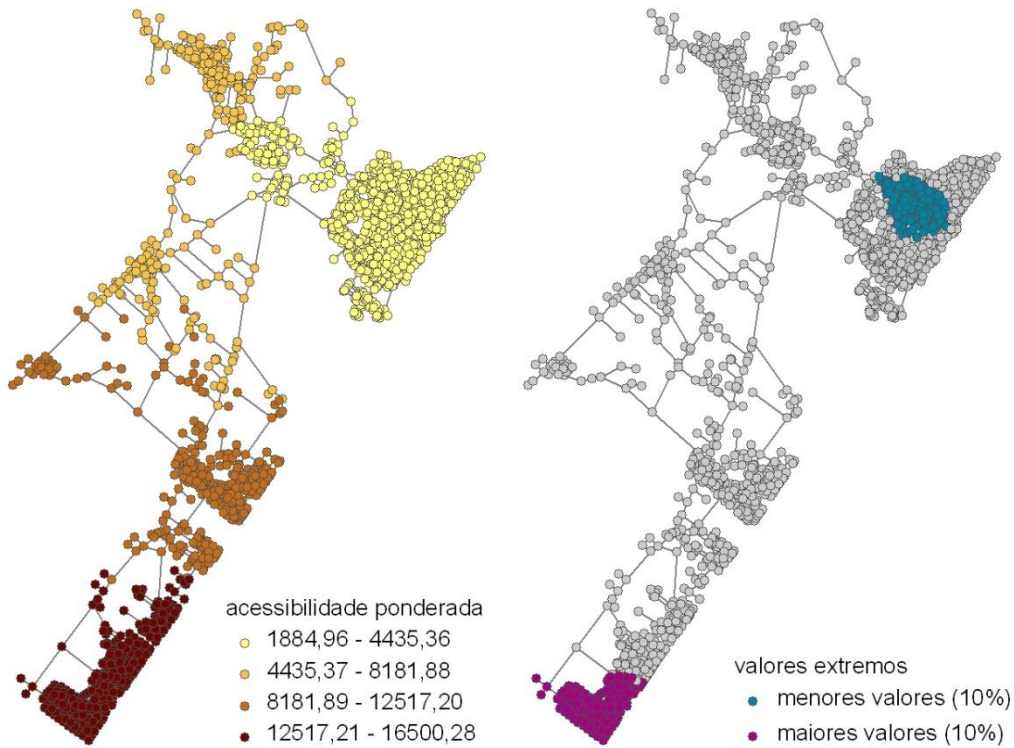 acessibilidade ponderada
1884,96 - 4435,36
4435,37 - 8181,88
8181,89 - 12517,20
12517,21 - 16500,28
valores extremos
menores valores (10%)
maiores valores (10%)